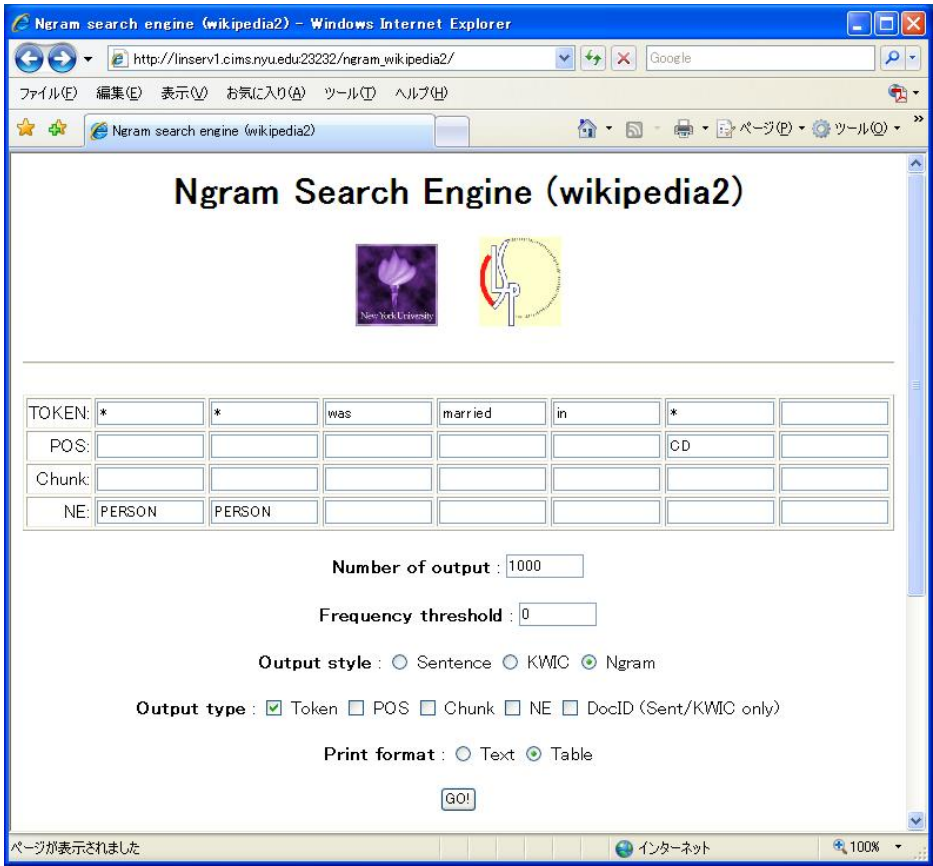 Ngram search engine (wikipedia2) - Windows Internet Explorer
http://linserv1.cims.nyu.edu:23232/ngram_wikipedia2/ Google
ファイル(F) 編集(E) 表示(V) お気に入り(A) ツール(T) ヘルプ(H)
Ngram search engine (wikipedia2) ページ(P) ツール(O) »
Ngram Search Engine (wikipedia2)
New York University
TOKEN: * * was married in *
POS: CD
Chunk:
NE: PERSON PERSON
Number of output : 1000
Frequency threshold : 0
Output style : Sentence KWIC Ngram
Output type : Token POS Chunk NE DocID (Sent/KWIC only)
Print format : Text Table
GO!
ページが表示されました インターネット 100%